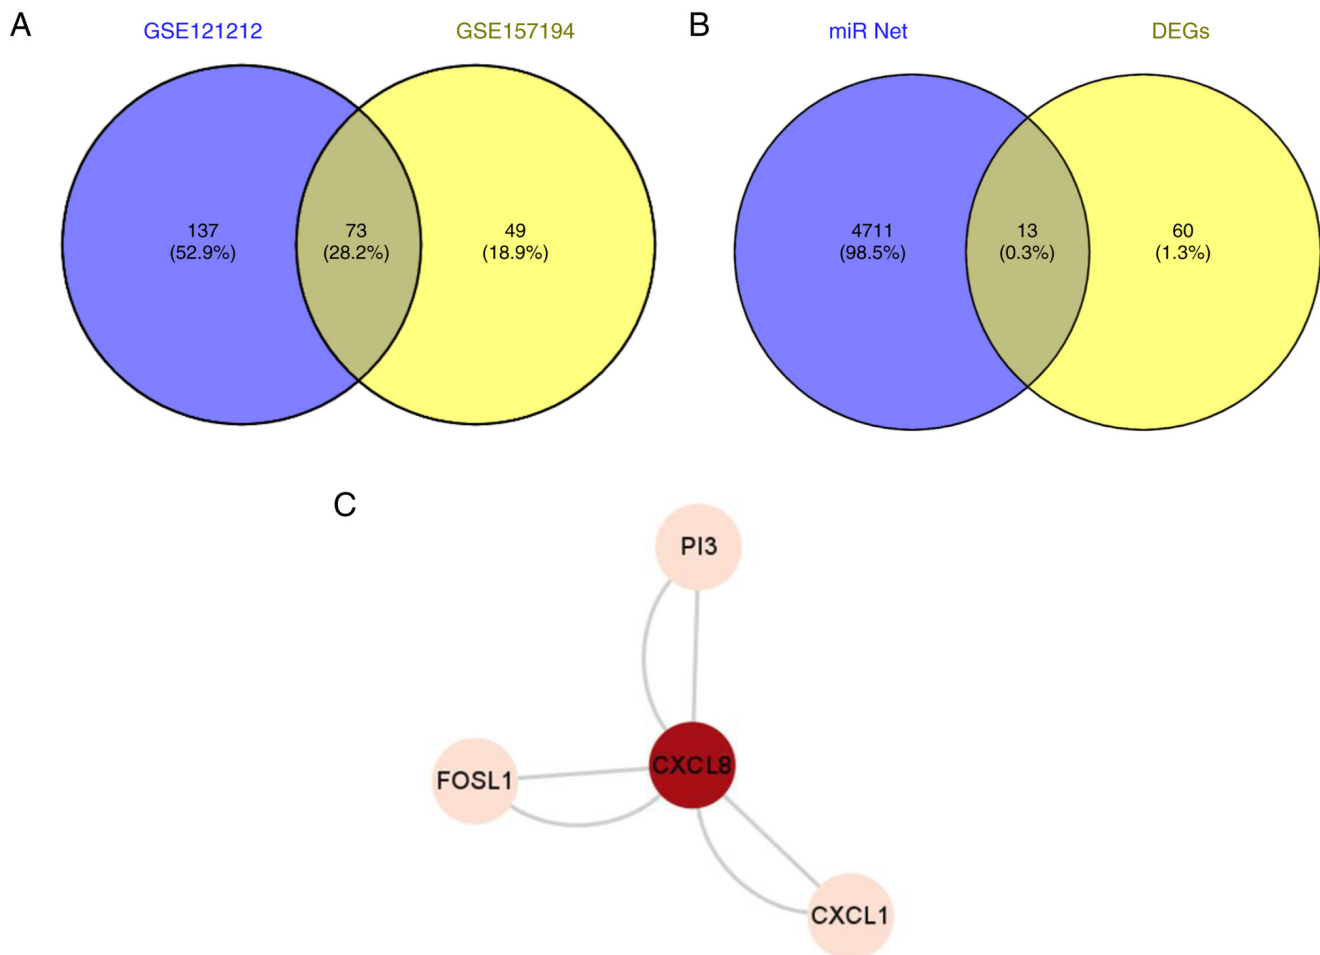 A
GSE121212
GSE157194
137
(52.9%)
73
(28.2%)
49
(18.9%)
B
miR Net
DEGs
4711
(98.5%)
13
(0.3%)
60
(1.3%)
C
PI3
CXCL8
FOSL1
CXCL1